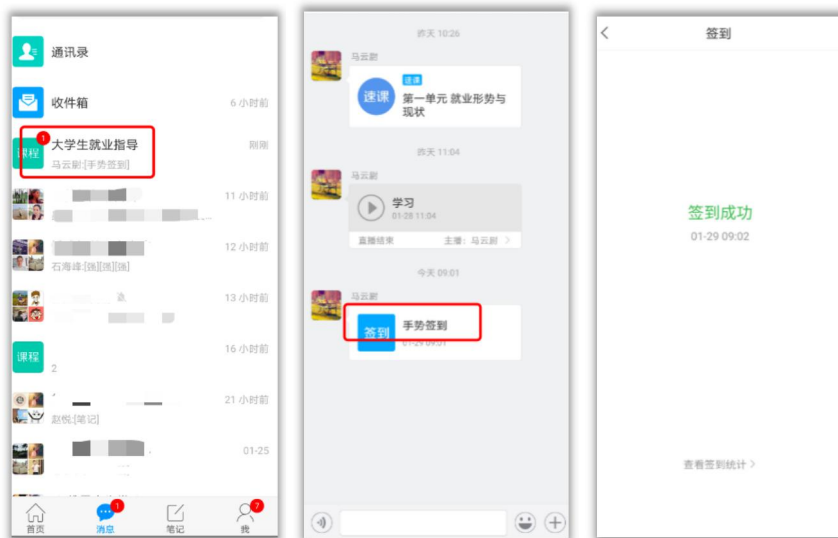 通讯录
收件箱
6 小时前
课程
1
大学生就业指导
刚刚
马云尉:[手势签到]
11 小时前
12 小时前
石海峰:[强][强][强]
13 小时前
课程
16 小时前
2
21 小时前
赵悦:[笔记]
01-25
首页
1
消息
笔记
7
我
昨天 10:26
马云尉
速课
速课
第一单元 就业形势与
现状
昨天 11:04
马云尉
学习
01-28 11:04
直播结束
主播：马云尉 >
今天 09:01
马云尉
签到
手势签到
01-29 09:01
签到
签到成功
01-29 09:02
查看签到统计 >